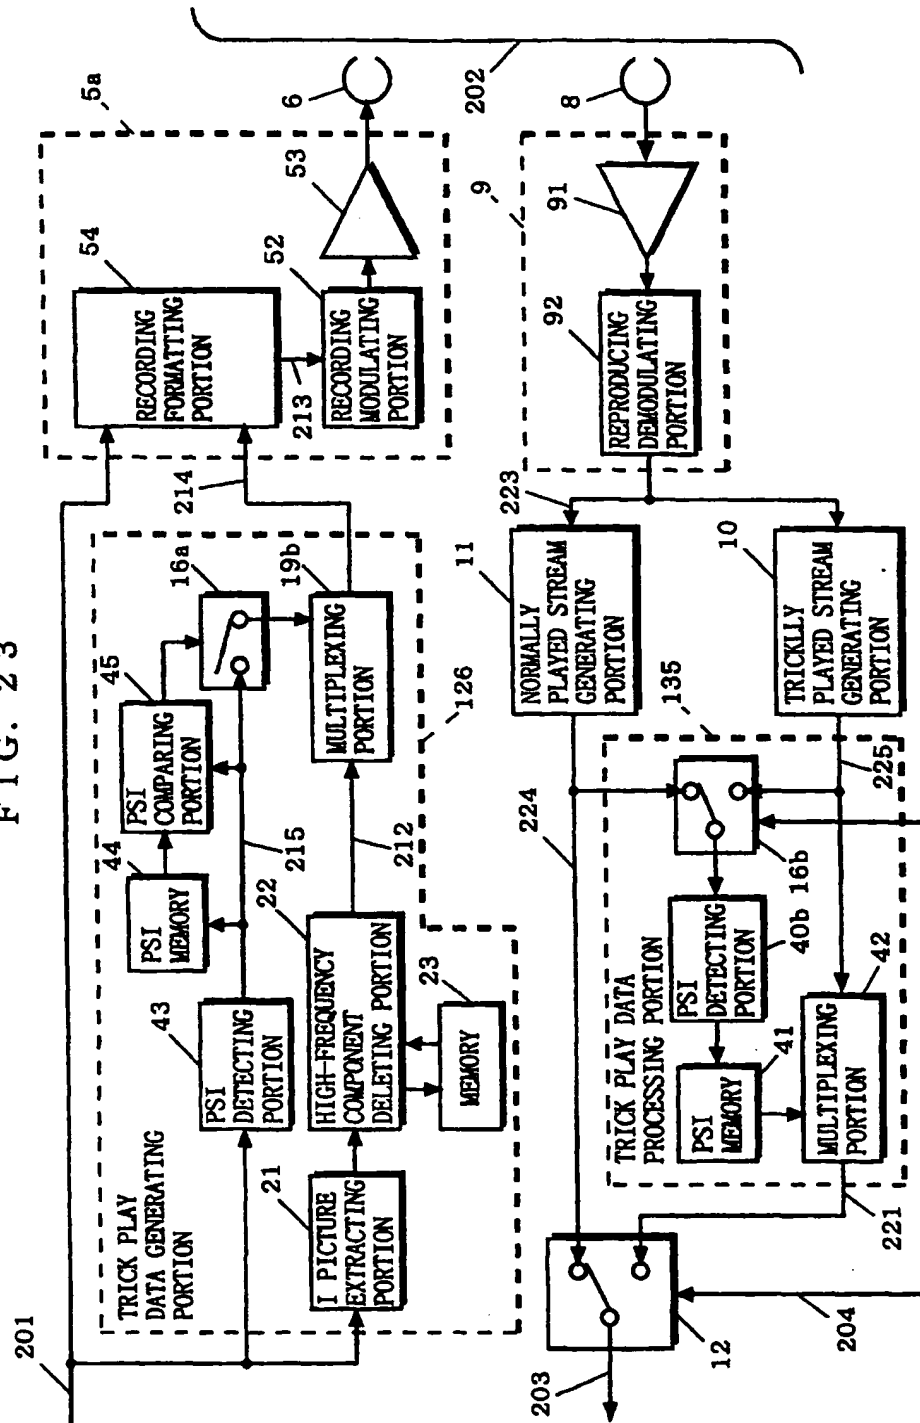 FIG. 23
201
TRICK PLAY
DATA GENERATING
PORTION
43
PSI
DETECTING
PORTION
44
PSI
MEMORY
45
PSI
COMPARING
PORTION
16a
215
21
I PICTURE
EXTRACTING
PORTION
22
HIGH-FREQUENCY
COMPONENT
DELETING PORTION
23
MEMORY
212
19b
MULTIPLEXING
PORTION
126
214
5a
54
RECORDING
FORMATTING
PORTION
213
52
RECORDING
MODULATING
PORTION
53
6
202
8
9
91
92
REPRODUCING
DEMODULATING
PORTION
223
11
NORMALLY
PLAYED STREAM
GENERATING
PORTION
10
TRICKLY
PLAYED STREAM
GENERATING
PORTION
224
225
135
TRICK PLAY DATA
PROCESSING PORTION
16b
40b
PSI
DETECTING
PORTION
41
PSI
MEMORY
42
MULTIPLEXING
PORTION
221
12
203
204